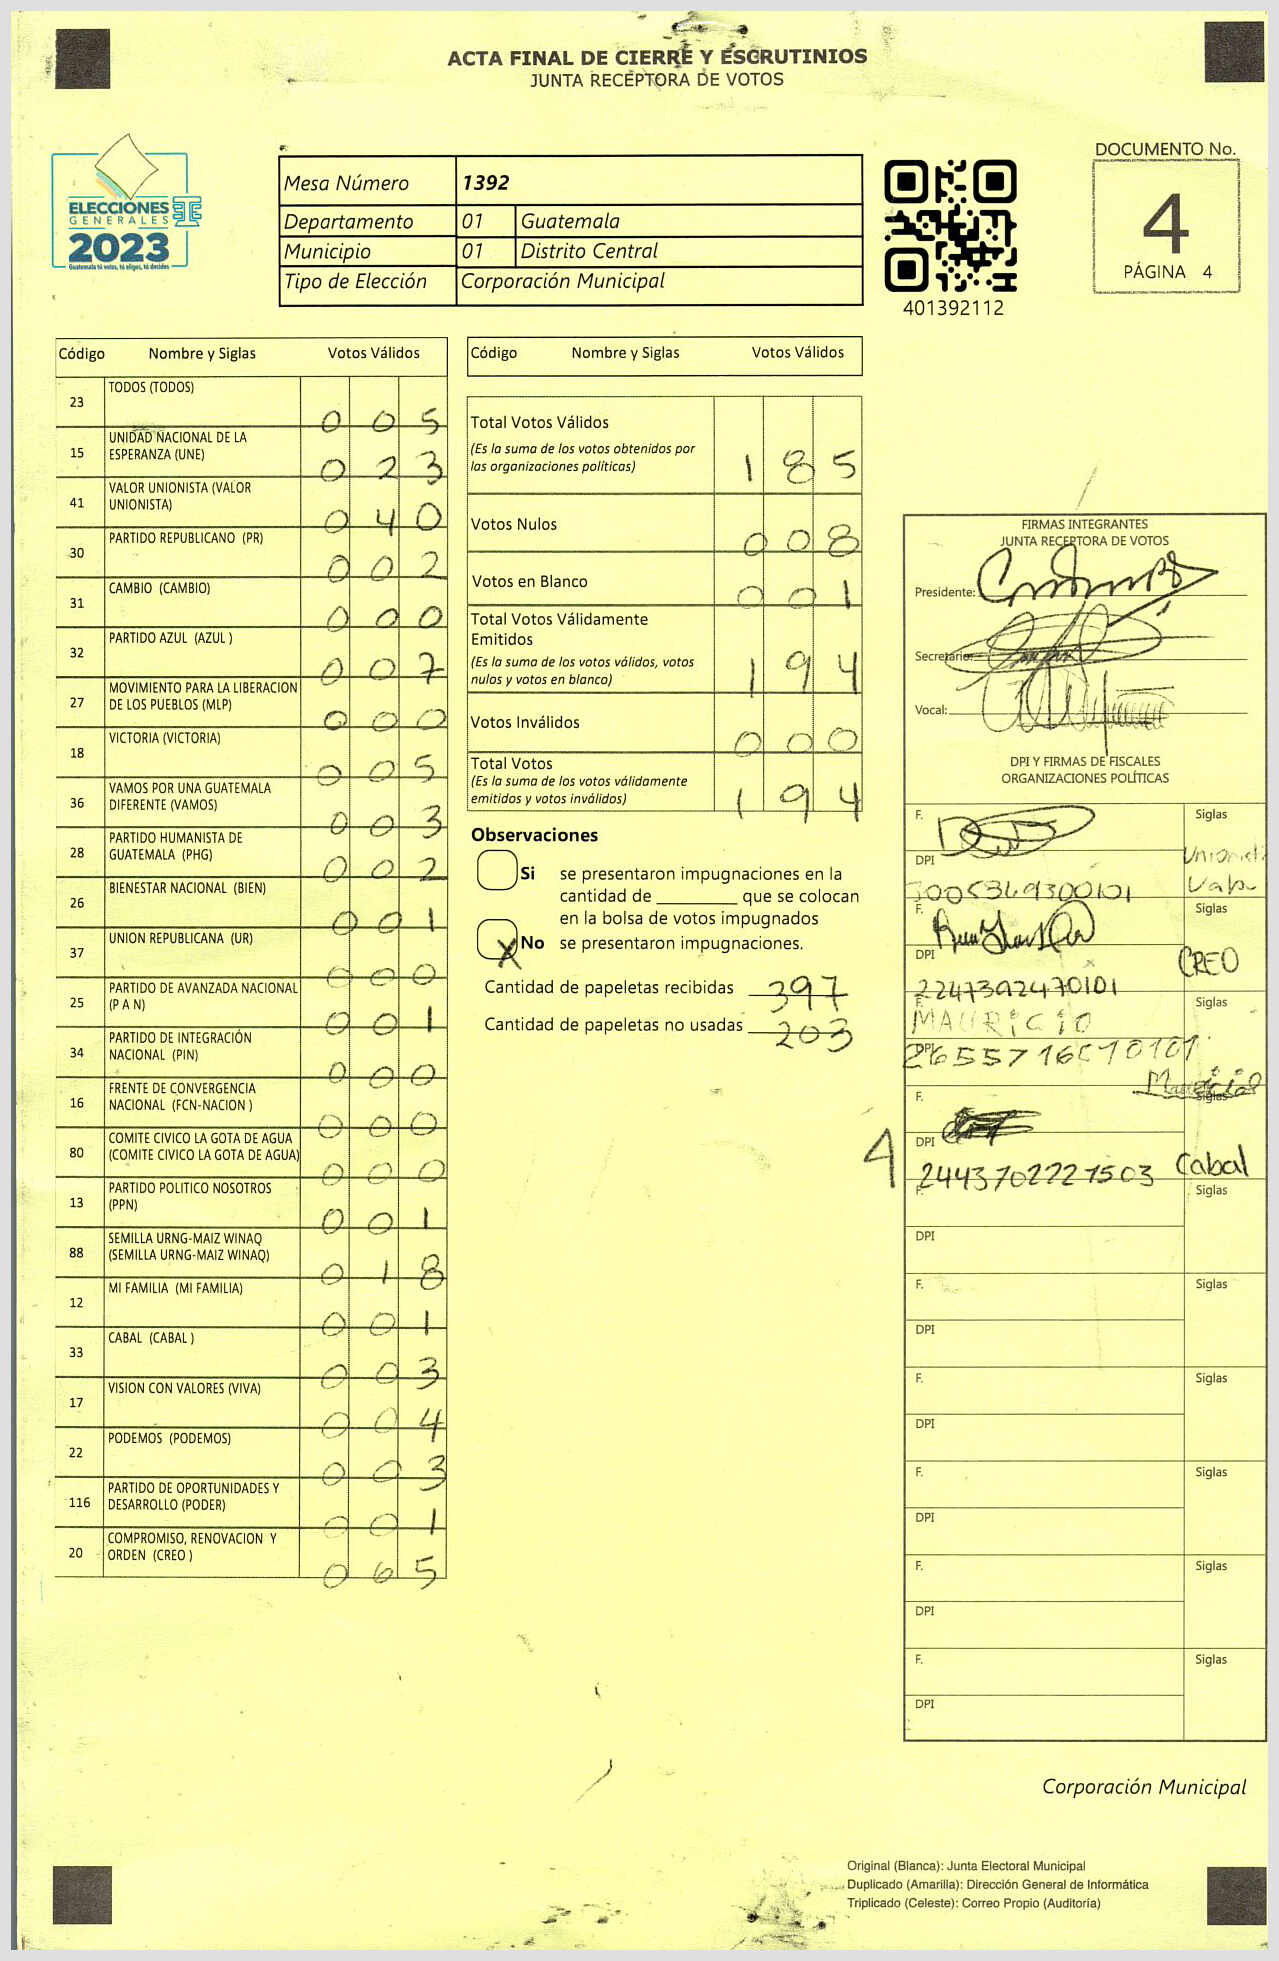 ACTA FINAL DE CIERRE Y ESCRUTINIOS
JUNTA RECEPTORA DE VOTOS
ELECCIONES
GENERALES
2023
Guatemala tú votas, tú eliges, tú decides
Mesa Número 1392
Departamento 01 Guatemala
Municipio 01 Distrito Central
Tipo de Elección Corporación Municipal
401392112
DOCUMENTO No.
4
PÁGINA 4
Código Nombre y Siglas Votos Válidos
23 TODOS (TODOS) 0 0 5
15 UNIDAD NACIONAL DE LA ESPERANZA (UNE) 0 2 3
41 VALOR UNIONISTA (VALOR UNIONISTA) 0 4 0
30 PARTIDO REPUBLICANO (PR) 0 0 2
31 CAMBIO (CAMBIO) 0 0 0
32 PARTIDO AZUL (AZUL ) 0 0 7
27 MOVIMIENTO PARA LA LIBERACION DE LOS PUEBLOS (MLP) 0 0 0
18 VICTORIA (VICTORIA) 0 0 5
36 VAMOS POR UNA GUATEMALA DIFERENTE (VAMOS) 0 0 3
28 PARTIDO HUMANISTA DE GUATEMALA (PHG) 0 0 2
26 BIENESTAR NACIONAL (BIEN) 0 0 1
37 UNION REPUBLICANA (UR) 0 0 0
25 PARTIDO DE AVANZADA NACIONAL (P A N) 0 0 1
34 PARTIDO DE INTEGRACIÓN NACIONAL (PIN) 0 0 0
16 FRENTE DE CONVERGENCIA NACIONAL (FCN-NACION ) 0 0 0
80 COMITE CIVICO LA GOTA DE AGUA (COMITE CIVICO LA GOTA DE AGUA) 0 0 0
13 PARTIDO POLITICO NOSOTROS (PPN) 0 0 1
88 SEMILLA URNG-MAIZ WINAQ (SEMILLA URNG-MAIZ WINAQ) 0 1 8
12 MI FAMILIA (MI FAMILIA) 0 0 1
33 CABAL (CABAL ) 0 0 3
17 VISION CON VALORES (VIVA) 0 0 4
22 PODEMOS (PODEMOS) 0 0 3
116 PARTIDO DE OPORTUNIDADES Y DESARROLLO (PODER) 0 0 1
20 COMPROMISO, RENOVACION Y ORDEN (CREO ) 0 6 5
Código Nombre y Siglas Votos Válidos
Total Votos Válidos
(Es la suma de los votos obtenidos por
las organizaciones políticas) 1 8 5
Votos Nulos 0 0 8
Votos en Blanco 0 0 1
Total Votos Válidamente
Emitidos
(Es la suma de los votos válidos, votos
nulos y votos en blanco) 1 9 4
Votos Inválidos 0 0 0
Total Votos
(Es la suma de los votos válidamente
emitidos y votos inválidos) 1 9 4
Observaciones
Si se presentaron impugnaciones en la
cantidad de ________ que se colocan
en la bolsa de votos impugnados
X No se presentaron impugnaciones.
Cantidad de papeletas recibidas 397
Cantidad de papeletas no usadas 203
FIRMAS INTEGRANTES
JUNTA RECEPTORA DE VOTOS
Presidente:
Secretario:
Vocal:
DPI Y FIRMAS DE FISCALES
ORGANIZACIONES POLÍTICAS
F. Siglas
DPI
3005369300101
F. Siglas
DPI CREO
2247392470101
F. MAURICIO Siglas
DPI
F. Siglas
4
DPI Cabal
2443702221503
F. Siglas
DPI
F. Siglas
DPI
F. Siglas
DPI
F. Siglas
DPI
F. Siglas
DPI
F. Siglas
DPI
Corporación Municipal
Original (Blanca): Junta Electoral Municipal
Duplicado (Amarilla): Dirección General de Informática
Triplicado (Celeste): Correo Propio (Auditoría)